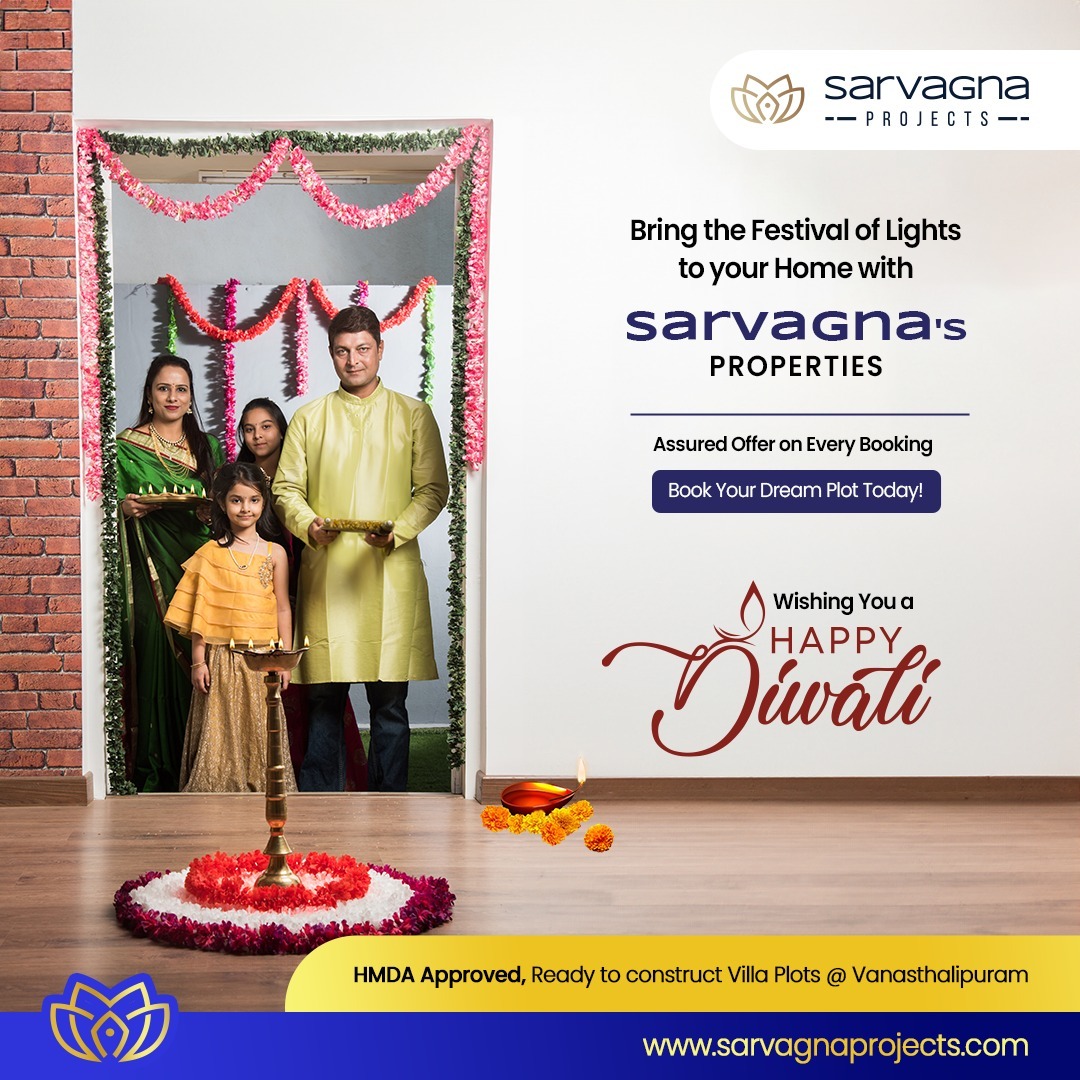 sarvagna
PROJECTS
Bring the Festival of Lights
to your Home with
sarvagna's
PROPERTIES
Assured Offer on Every Booking
Book Your Dream Plot Today!
Wishing You a
HAPPY
Diwali
HMDA Approved, Ready to construct Villa Plots @ Vanasthalipuram
www.sarvagnaprojects.com